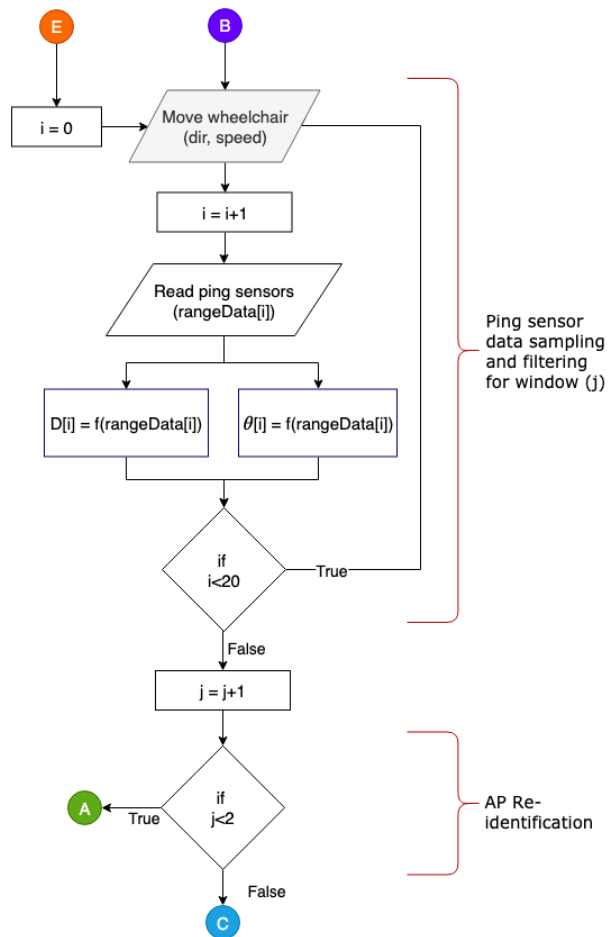 E
B
i = 0
Move wheelchair
(dir, speed)
i = i+1
Read ping sensors
(rangeData[i])
D[i] = f(rangeData[i])
θ[i] = f(rangeData[i])
if
i<20
True
False
j = j+1
if
j<2
True
A
False
C
Ping sensor
data sampling
and filtering
for window (j)
AP Re-
identification